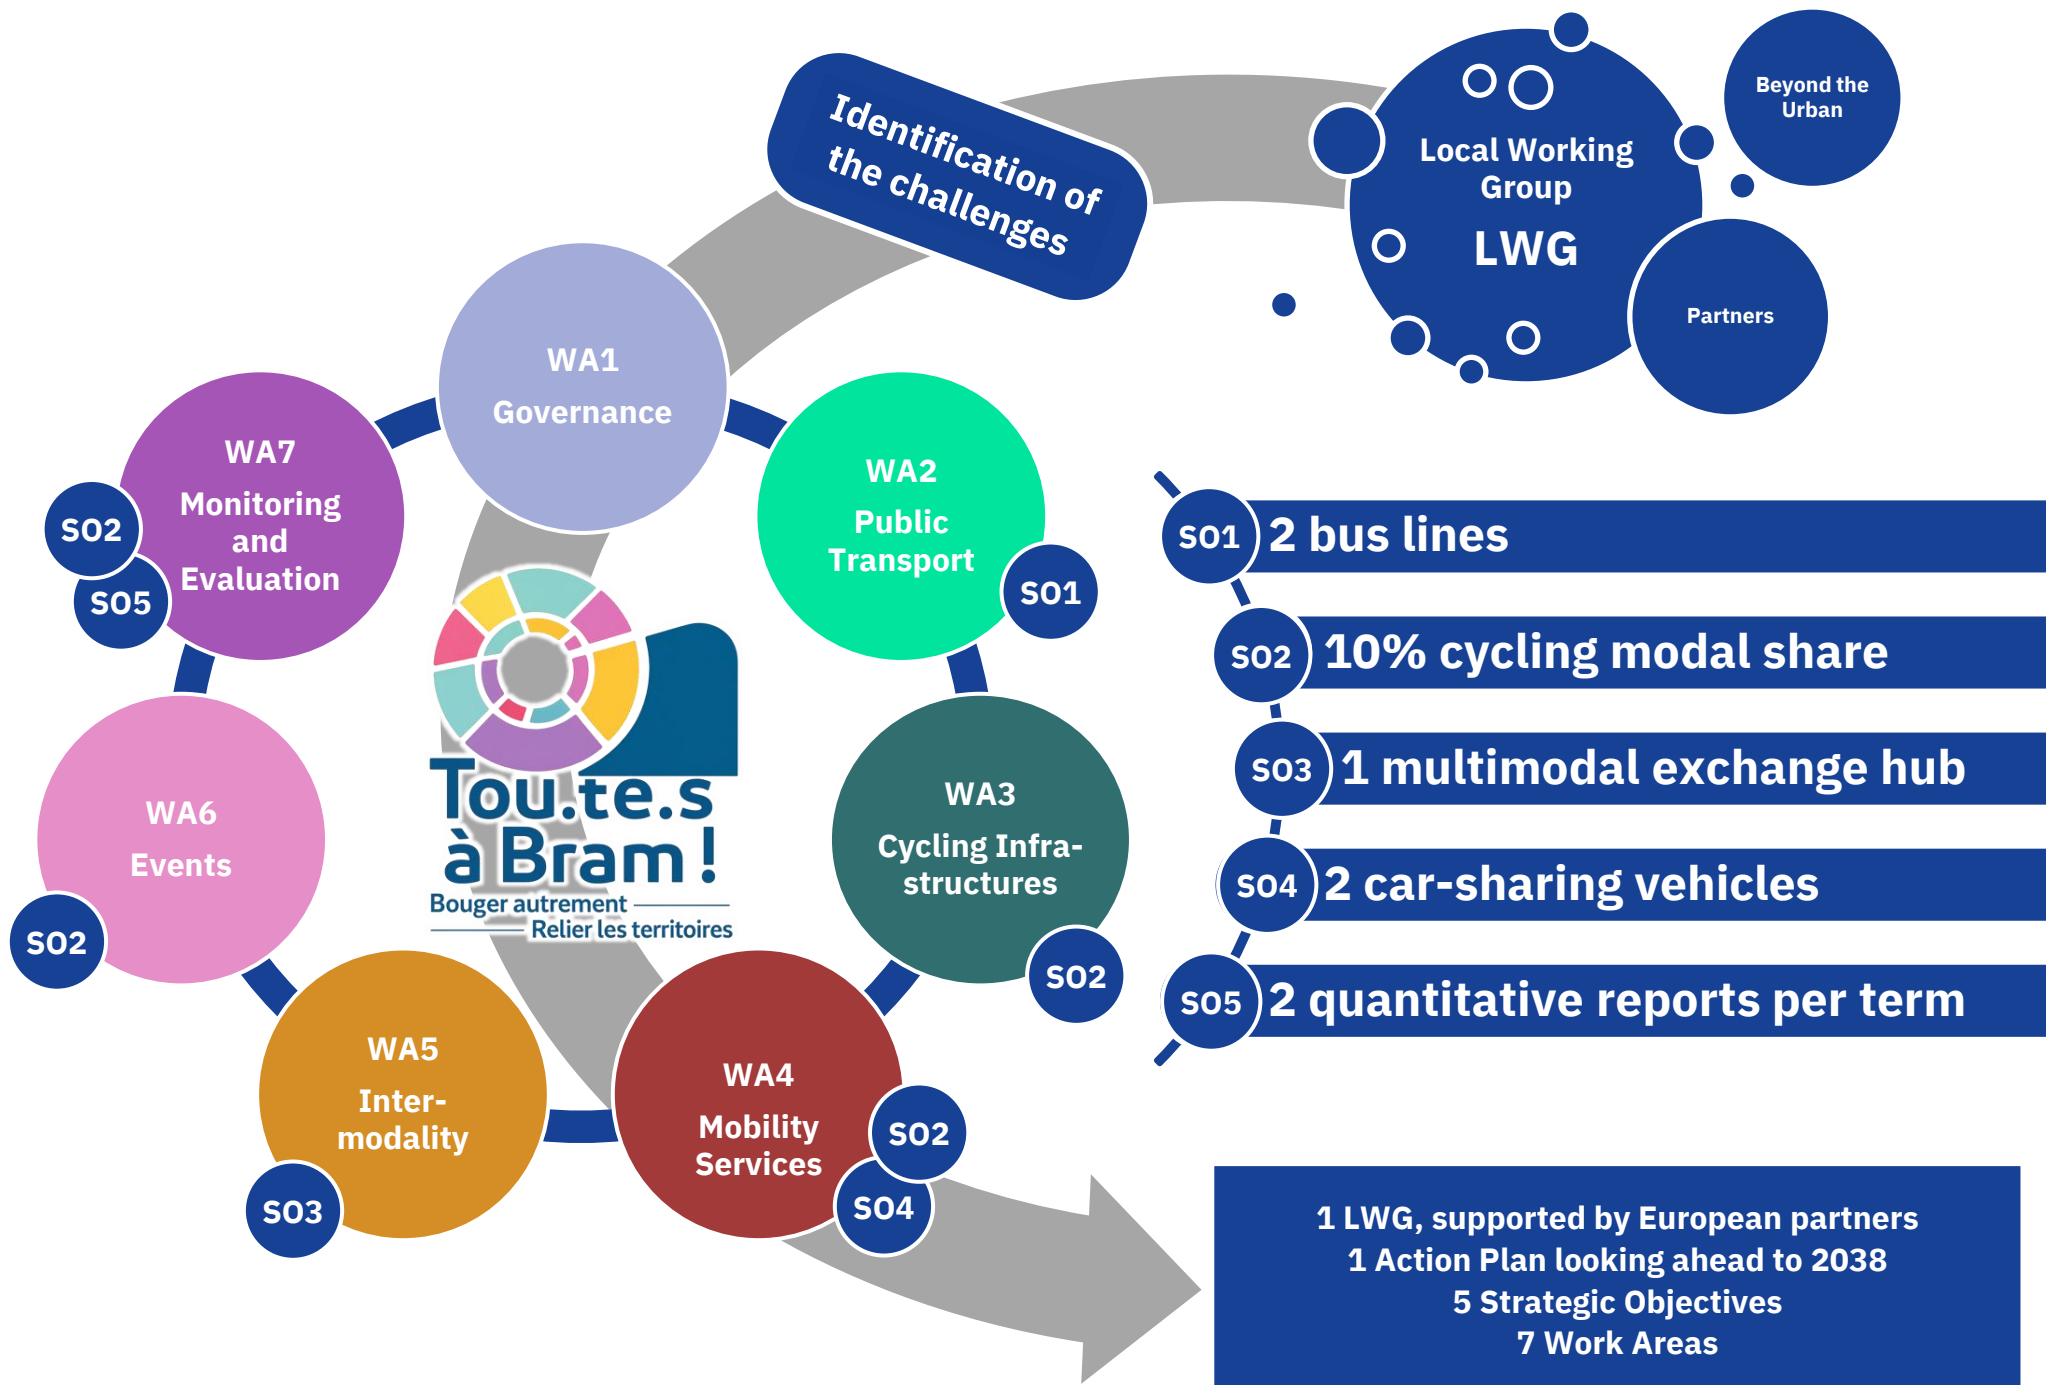 Identification of
the challenges
Local Working
Group
LWG
Beyond the
Urban
Partners
WA1
Governance
WA2
Public
Transport
SO1
WA3
Cycling Infra-
structures
SO2
WA4
Mobility
Services
SO2
SO4
WA5
Inter-
modality
SO3
WA6
Events
SO2
WA7
Monitoring
and
Evaluation
SO2
SO5
Tou.te.s
à Bram !
Bouger autrement
Relier les territoires
SO1 2 bus lines
SO2 10% cycling modal share
SO3 1 multimodal exchange hub
SO4 2 car-sharing vehicles
SO5 2 quantitative reports per term
1 LWG, supported by European partners
1 Action Plan looking ahead to 2038
5 Strategic Objectives
7 Work Areas